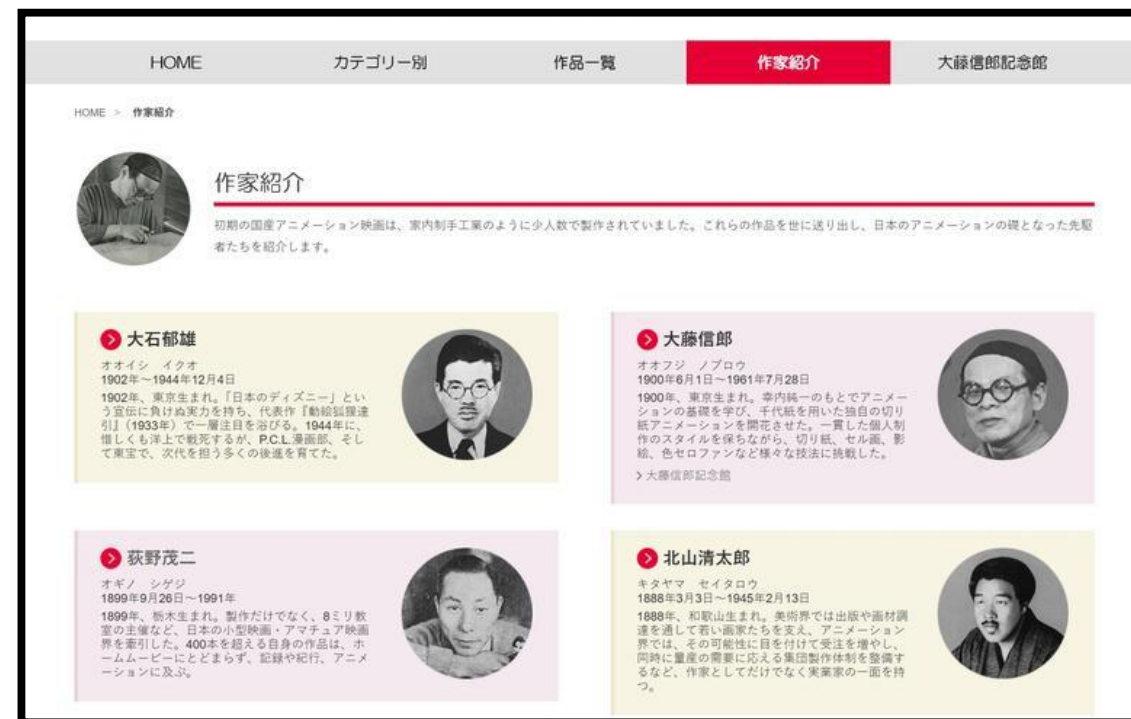 HOME カテゴリー別 作品一覧 作家紹介 大藤信郎記念館
HOME > 作家紹介
作家紹介
初期の国産アニメーション映画は、家内制手工業のように少人数で製作されていました。これらの作品を世に送り出し、日本のアニメーションの礎となった先駆
者たちを紹介します。
大石郁雄
オオイシ イクオ
1902年~1944年12月4日
1902年、東京生まれ。「日本のディズニー」とい
う宣伝に負けぬ実力を持ち、代表作『動絵狐狸達
引』(1933年)で一層注目を浴びる。1944年に、
惜しくも洋上で戦死するが、P.C.L.漫画部、そし
て東宝で、次代を担う多くの後進を育てた。
大藤信郎
オオフジ ノブロウ
1900年6月1日~1961年7月28日
1900年、東京生まれ。幸内純一のもとでアニメー
ションの基礎を学び、千代紙を用いた独自の切り
紙アニメーションを開花させた。一貫した個人制
作のスタイルを保ちながら、切り紙、セル画、影
絵、色セロファンなど様々な技法に挑戦した。
大藤信郎記念館
荻野茂二
オギノ シゲジ
1899年9月26日~1991年
1899年、栃木生まれ。製作だけでなく、8ミリ教
室の主催など、日本の小型映画・アマチュア映画
界を牽引した。400本を超える自身の作品は、ホ
ームムービーにとどまらず、記録や紀行、アニメ
ーションに及ぶ。
北山清太郎
キタヤマ セイタロウ
1888年3月3日~1945年2月13日
1888年、和歌山生まれ。美術界では出版や画材調
達を通して若い画家たちを支え、アニメーション
界では、その可能性に目を付けて受注を増やし、
同時に量産の需要に応える集団製作体制を整備す
るなど、作家としてだけでなく実業家の一面を持
つ。